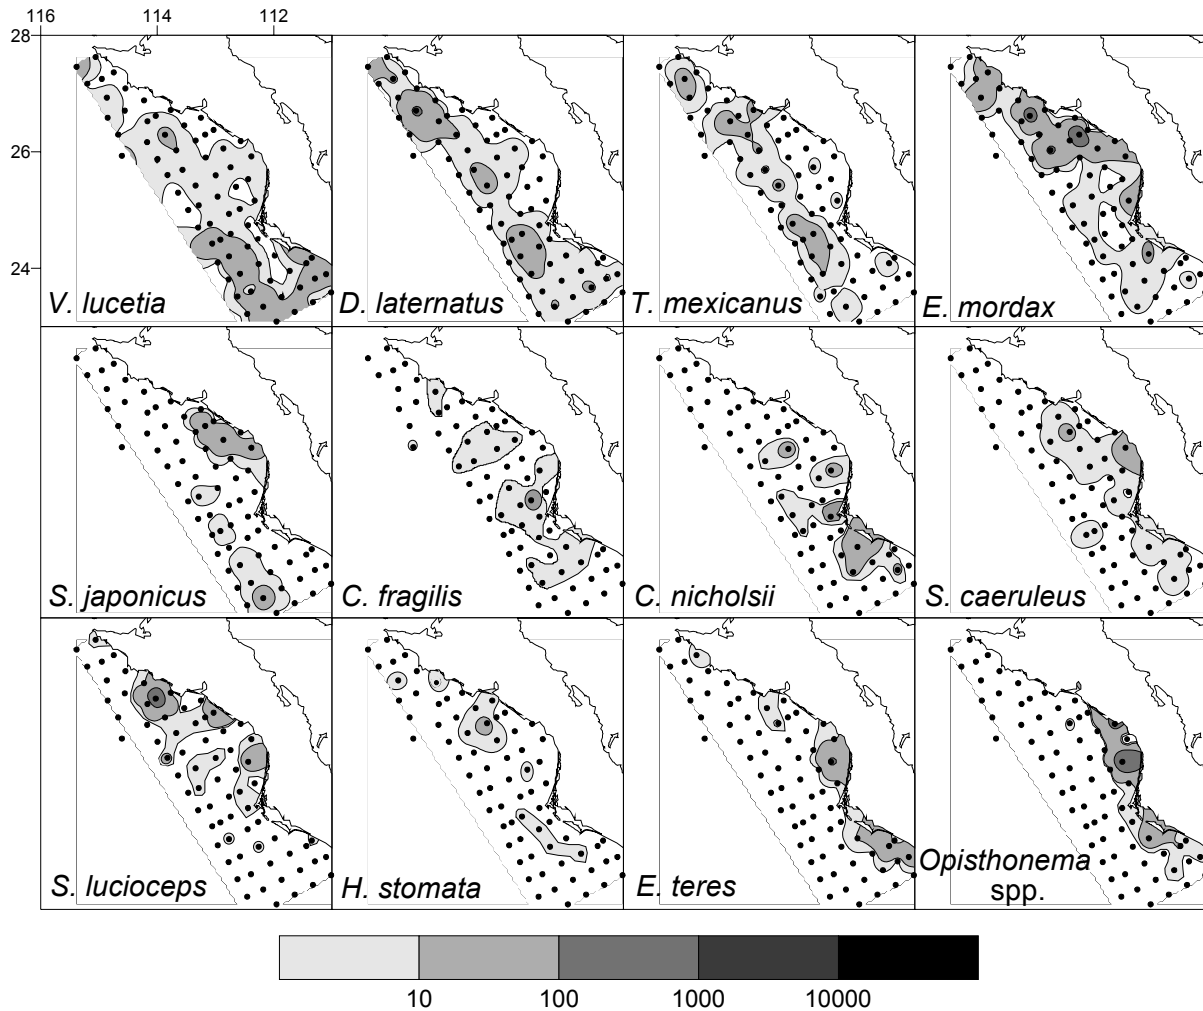 116 114 112
28
26
24
V. lucetia D. laternatus T. mexicanus E. mordax
S. japonicus C. fragilis C. nicholsii S. caeruleus
S. lucioceps H. stomata E. teres Opisthonema
spp.
10 100 1000 10000